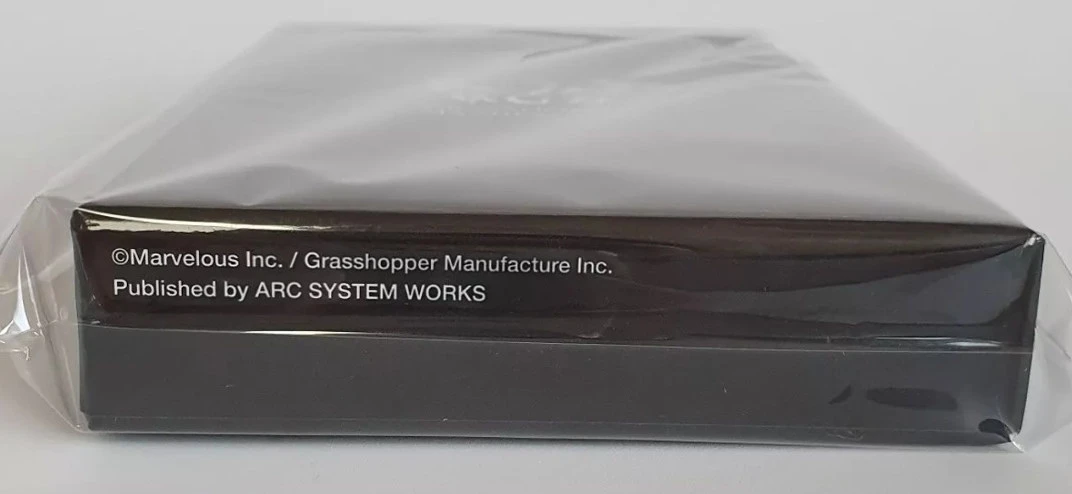 ©Marvelous Inc. / Grasshopper Manufacture Inc.
Published by ARC SYSTEM WORKS